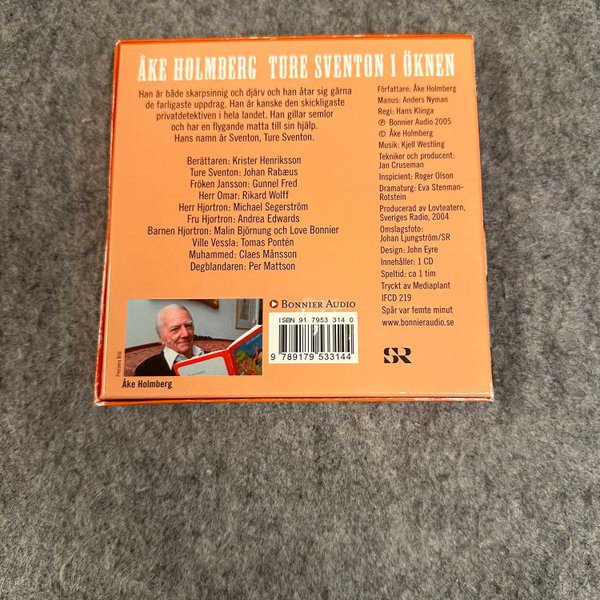 ÅKE HOLMBERG TURE SVENTON I ÖKNEN
Han är både skarpsinnig och djärv och han åtar sig gärna
de farligaste uppdrag. Han är kanske den skickligaste
privatdetektiven i hela landet. Han gillar semlor
och har en flygande matta till sin hjälp.
Hans namn är Sventon, Ture Sventon.
Berättaren: Krister Henriksson
Ture Sventon: Johan Rabæus
Fröken Jansson: Gunnel Fred
Herr Omar: Rikard Wolff
Herr Hjortron: Michael Segerström
Fru Hjortron: Andrea Edwards
Barnen Hjortron: Malin Björnung och Love Bonnier
Ville Vessla: Tomas Pontén
Muhammed: Claes Månsson
Degblandaren: Per Mattson
Författare: Åke Holmberg
Manus: Anders Nyman
Regi: Hans Klinga
℗ Bonnier Audio 2005
© Åke Holmberg
Musik: Kjell Westling
Tekniker och producent:
Jan Cruseman
Inspicient: Roger Olson
Dramaturg: Eva Stenman-
Rotstein
Producerad av Lovteatern,
Sveriges Radio, 2004
Omslagsfoto:
Johan Ljungström/SR
Design: John Eyre
Innehåller: 1 CD
Speltid: ca 1 tim
Tryckt av Mediaplant
IFCD 219
Spår var femte minut
www.bonnieraudio.se
SR
BONNIER AUDIO
ISBN 91 7953 314 0
9 789179 533144
Pressens Bild
Åke Holmberg